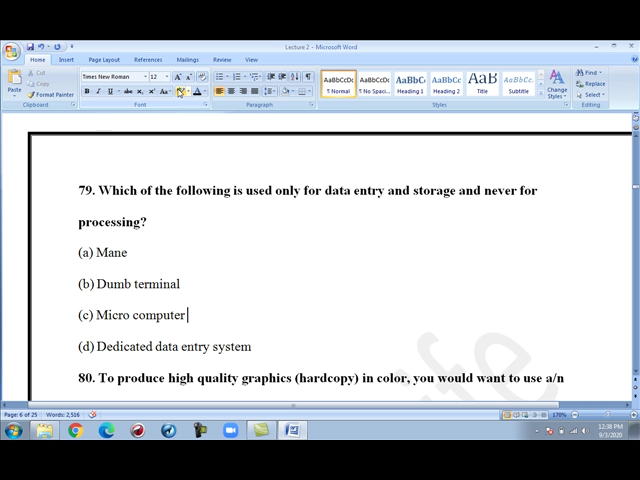 Lecture 2 - Microsoft Word
Home Insert Page Layout References Mailings Review View
Paste
Cut
Copy
Format Painter
Clipboard
Times New Roman 12
Font
Paragraph
AaBbCcDc AaBbCcDc AaBbCc AaBbCc AaB AaBbCcL
¶ Normal ¶ No Spaci... Heading 1 Heading 2 Title Subtitle
Change Styles
Styles
Find
Replace
Select
Editing
79. Which of the following is used only for data entry and storage and never for
processing?
(a) Mane
(b) Dumb terminal
(c) Micro computer
(d) Dedicated data entry system
80. To produce high quality graphics (hardcopy) in color, you would want to use a/n
Page: 6 of 25 Words: 2,516
170%
12:38 PM
9/3/2020